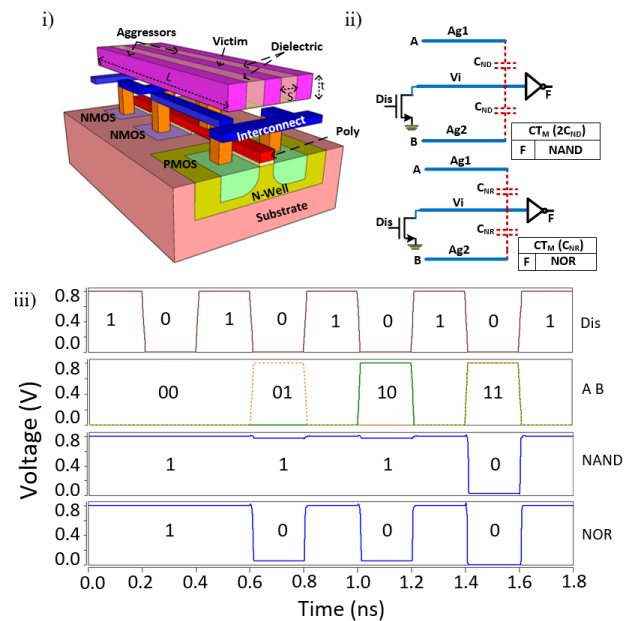 i)
Aggressors
Victim
Dielectric
L
S
t
NMOS
NMOS
Interconnect
Poly
PMOS
N-Well
Substrate
ii)
A
Ag1
C_ND
Vi
Dis
F
C_ND
B
Ag2
CT_M (2C_ND)
F NAND
A
Ag1
C_NR
Vi
Dis
F
C_NR
B
Ag2
CT_M (C_NR)
F NOR
iii)
Voltage (V)
0.8
0.4
0.0
1 0 1 0 1 0 1 0 1
Dis
0.8
0.4
0.0
00 01 10 11
A B
0.8
0.4
0.0
1 1 1 0
NAND
0.8
0.4
0.0
1 0 0 0
NOR
0.0 0.2 0.4 0.6 0.8 1.0 1.2 1.4 1.6 1.8
Time (ns)